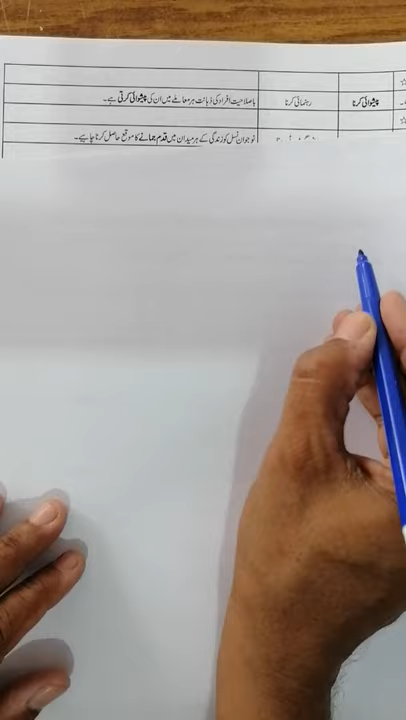 پیشوائی کرنا رہنمائی کرنا باصلاحیت افراد کی ذہانت ہر معاملے میں ان کی پیشوائی کرتی ہے۔
نوجوان نسل کو زندگی کے ہر میدان میں قدم جمانے کا موقع حاصل کرنا چاہیے۔